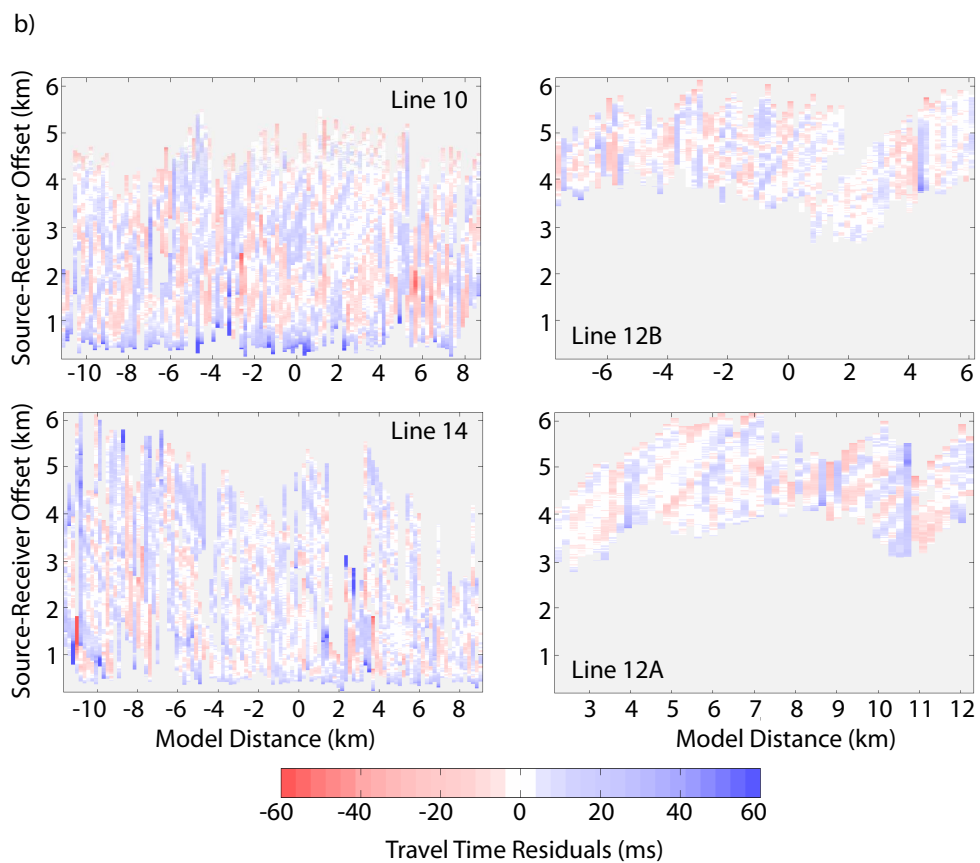 b)
Source-Receiver Offset (km)
6
5
4
3
2
1
Line 10
-10 -8 -6 -4 -2 0 2 4 6 8
6
5
4
3
2
1
Line 12B
-6 -4 -2 0 2 4 6
Source-Receiver Offset (km)
6
5
4
3
2
1
Line 14
-10 -8 -6 -4 -2 0 2 4 6 8
Model Distance (km)
6
5
4
3
2
1
Line 12A
3 4 5 6 7 8 9 10 11 12
Model Distance (km)
-60 -40 -20 0 20 40 60
Travel Time Residuals (ms)